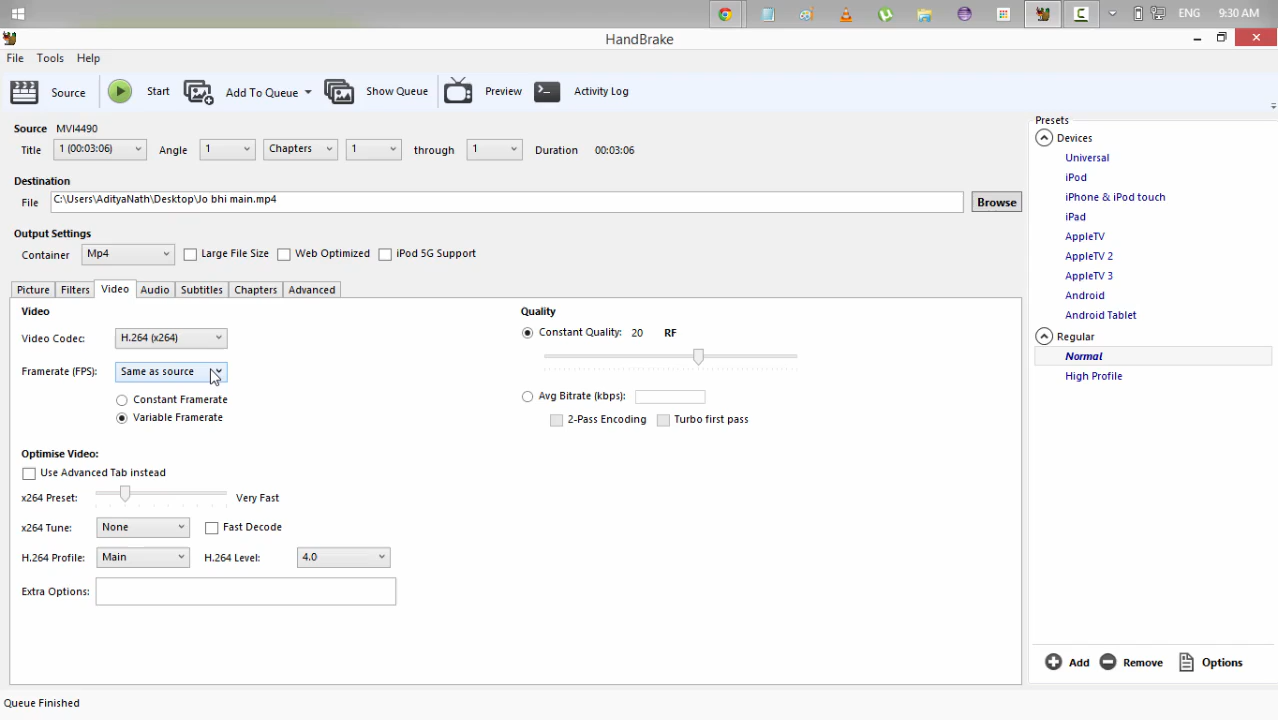 ENG 9:30 AM
HandBrake
File Tools Help
Source Start Add To Queue Show Queue Preview Activity Log
Source MVI4490
Title 1 (00:03:06) Angle 1 Chapters 1 through 1 Duration 00:03:06
Destination
File C:\Users\AdityaNath\Desktop\Jo bhi main.mp4 Browse
Output Settings
Container Mp4 Large File Size Web Optimized iPod 5G Support
Picture Filters Video Audio Subtitles Chapters Advanced
Video
Video Codec: H.264 (x264)
Framerate (FPS): Same as source
Constant Framerate
Variable Framerate
Optimise Video:
Use Advanced Tab instead
x264 Preset: Very Fast
x264 Tune: None Fast Decode
H.264 Profile: Main H.264 Level: 4.0
Extra Options:
Quality
Constant Quality: 20 RF
Avg Bitrate (kbps):
2-Pass Encoding Turbo first pass
Presets
Devices
Universal
iPod
iPhone & iPod touch
iPad
AppleTV
AppleTV 2
AppleTV 3
Android
Android Tablet
Regular
Normal
High Profile
Add Remove Options
Queue Finished